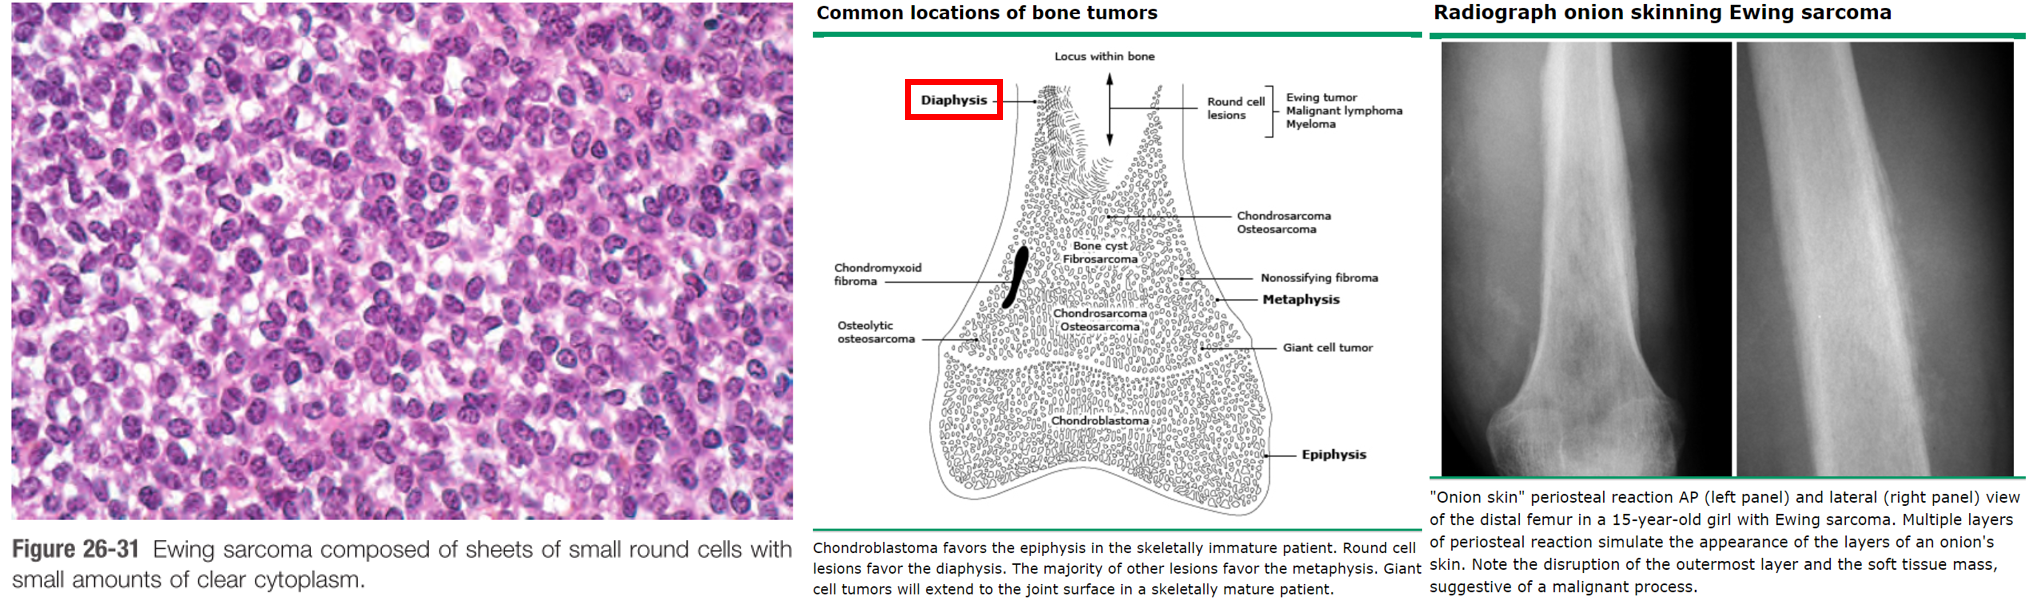 Figure 26-31 Ewing sarcoma composed of sheets of small round cells with
small amounts of clear cytoplasm.
Common locations of bone tumors
Locus within bone
Diaphysis
Round cell
lesions
Ewing tumor
Malignant lymphoma
Myeloma
Chondrosarcoma
Osteosarcoma
Bone cyst
Fibrosarcoma
Chondromyxoid
fibroma
Nonossifying fibroma
Metaphysis
Chondrosarcoma
Osteosarcoma
Osteolytic
osteosarcoma
Giant cell tumor
Chondroblastoma
Epiphysis
Chondroblastoma favors the epiphysis in the skeletally immature patient. Round cell
lesions favor the diaphysis. The majority of other lesions favor the metaphysis. Giant
cell tumors will extend to the joint surface in a skeletally mature patient.
Radiograph onion skinning Ewing sarcoma
"Onion skin" periosteal reaction AP (left panel) and lateral (right panel) view
of the distal femur in a 15-year-old girl with Ewing sarcoma. Multiple layers
of periosteal reaction simulate the appearance of the layers of an onion's
skin. Note the disruption of the outermost layer and the soft tissue mass,
suggestive of a malignant process.